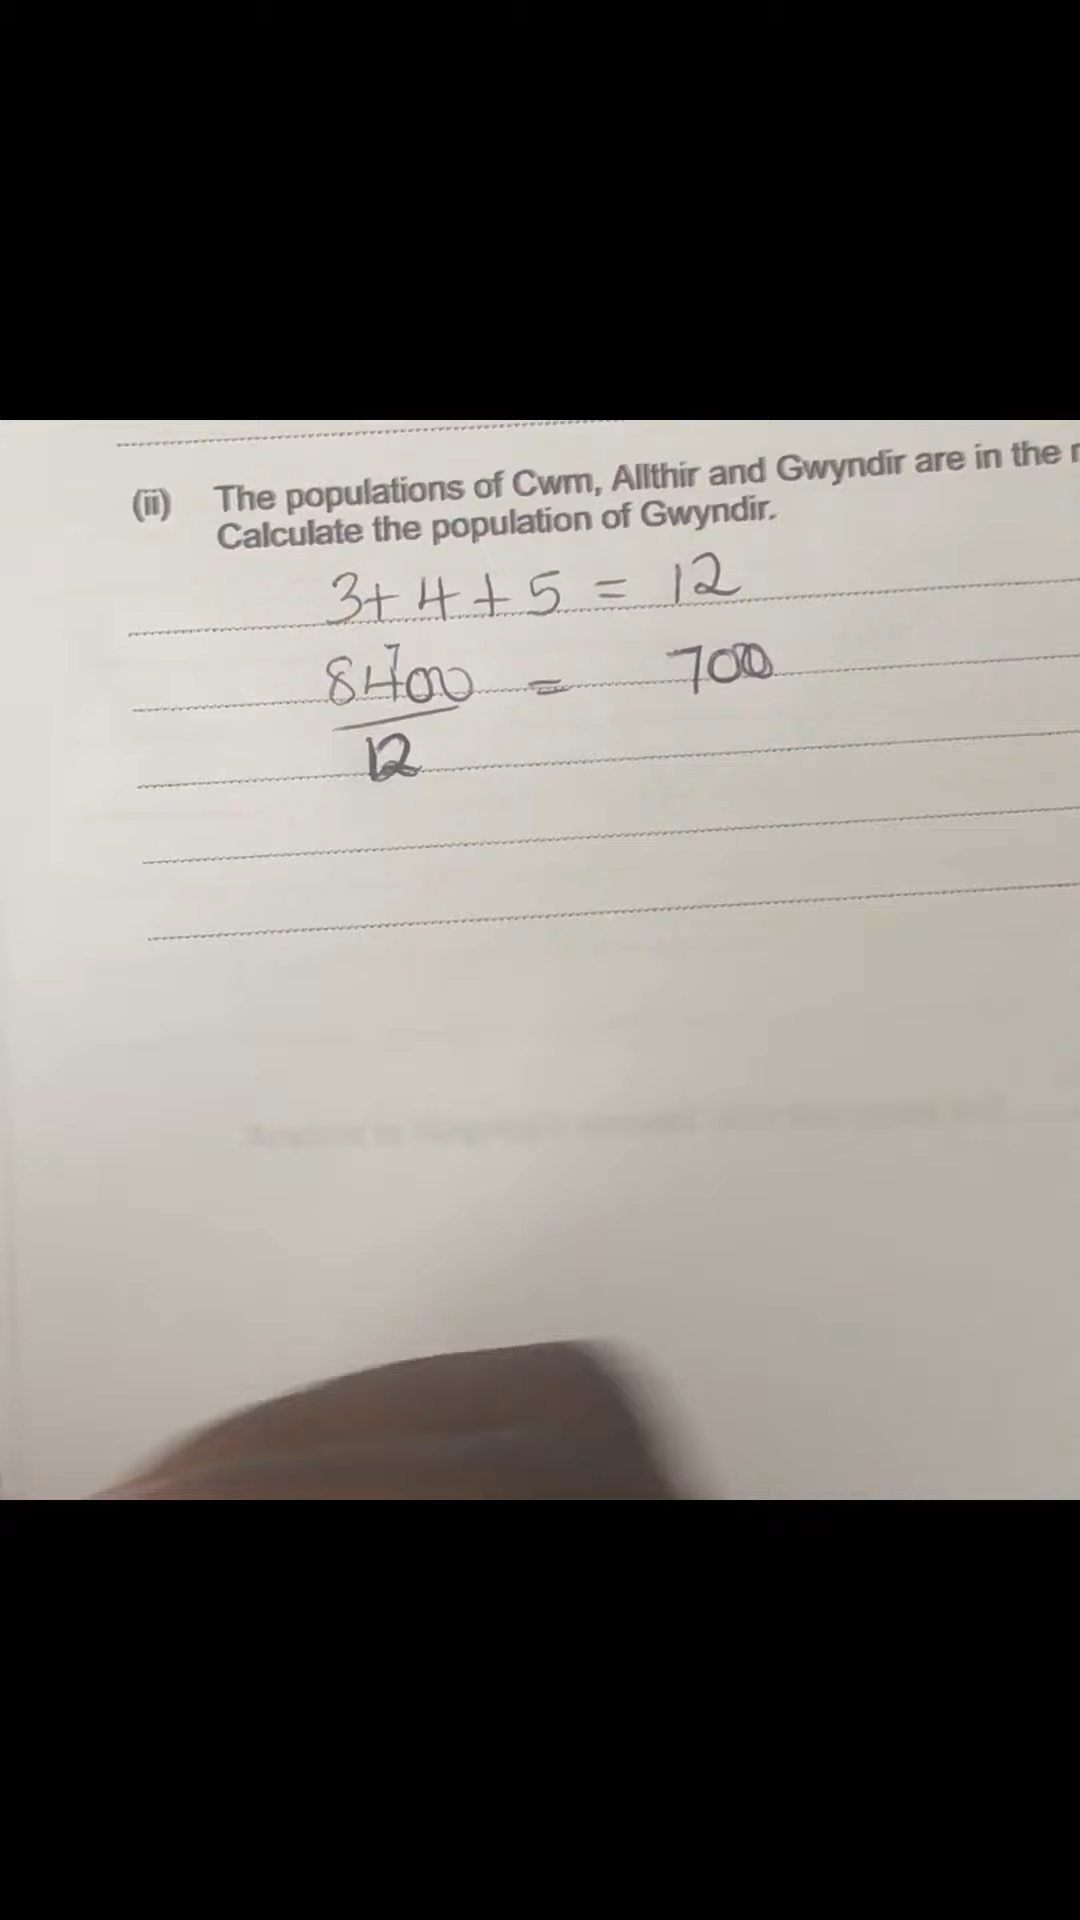 (ii) The populations of Cwm, Allthir and Gwyndir are in the
Calculate the population of Gwyndir.
3 + 4 + 5 = 12
7
8400 = 700
12